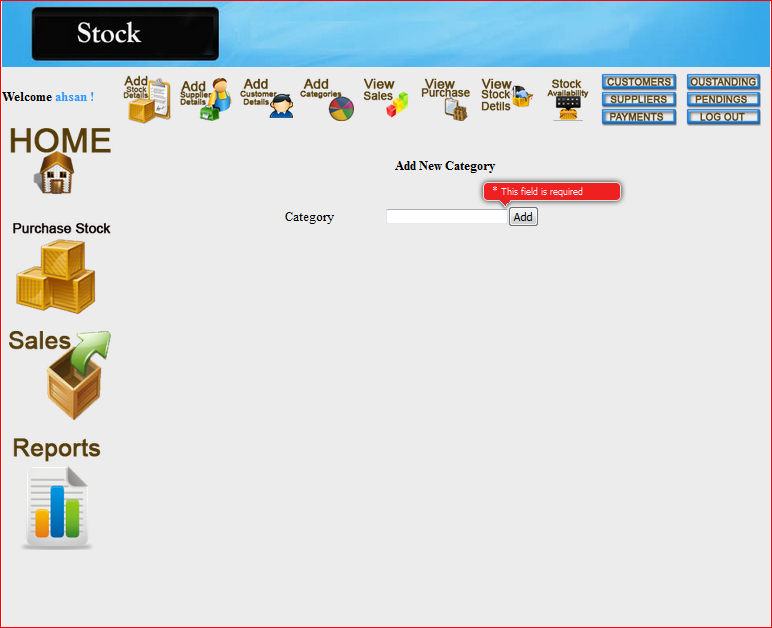 Stock
Welcome ahsan !
Add Stock Details
Add Supplier Details
Add Customer Details
Add Categories
View Sales
View Purchase
View Stock Detils
Stock Availability
CUSTOMERS
OUSTANDING
SUPPLIERS
PENDINGS
PAYMENTS
LOG OUT
HOME
Purchase Stock
Sales
Reports
Add New Category
* This field is required
Category
Add